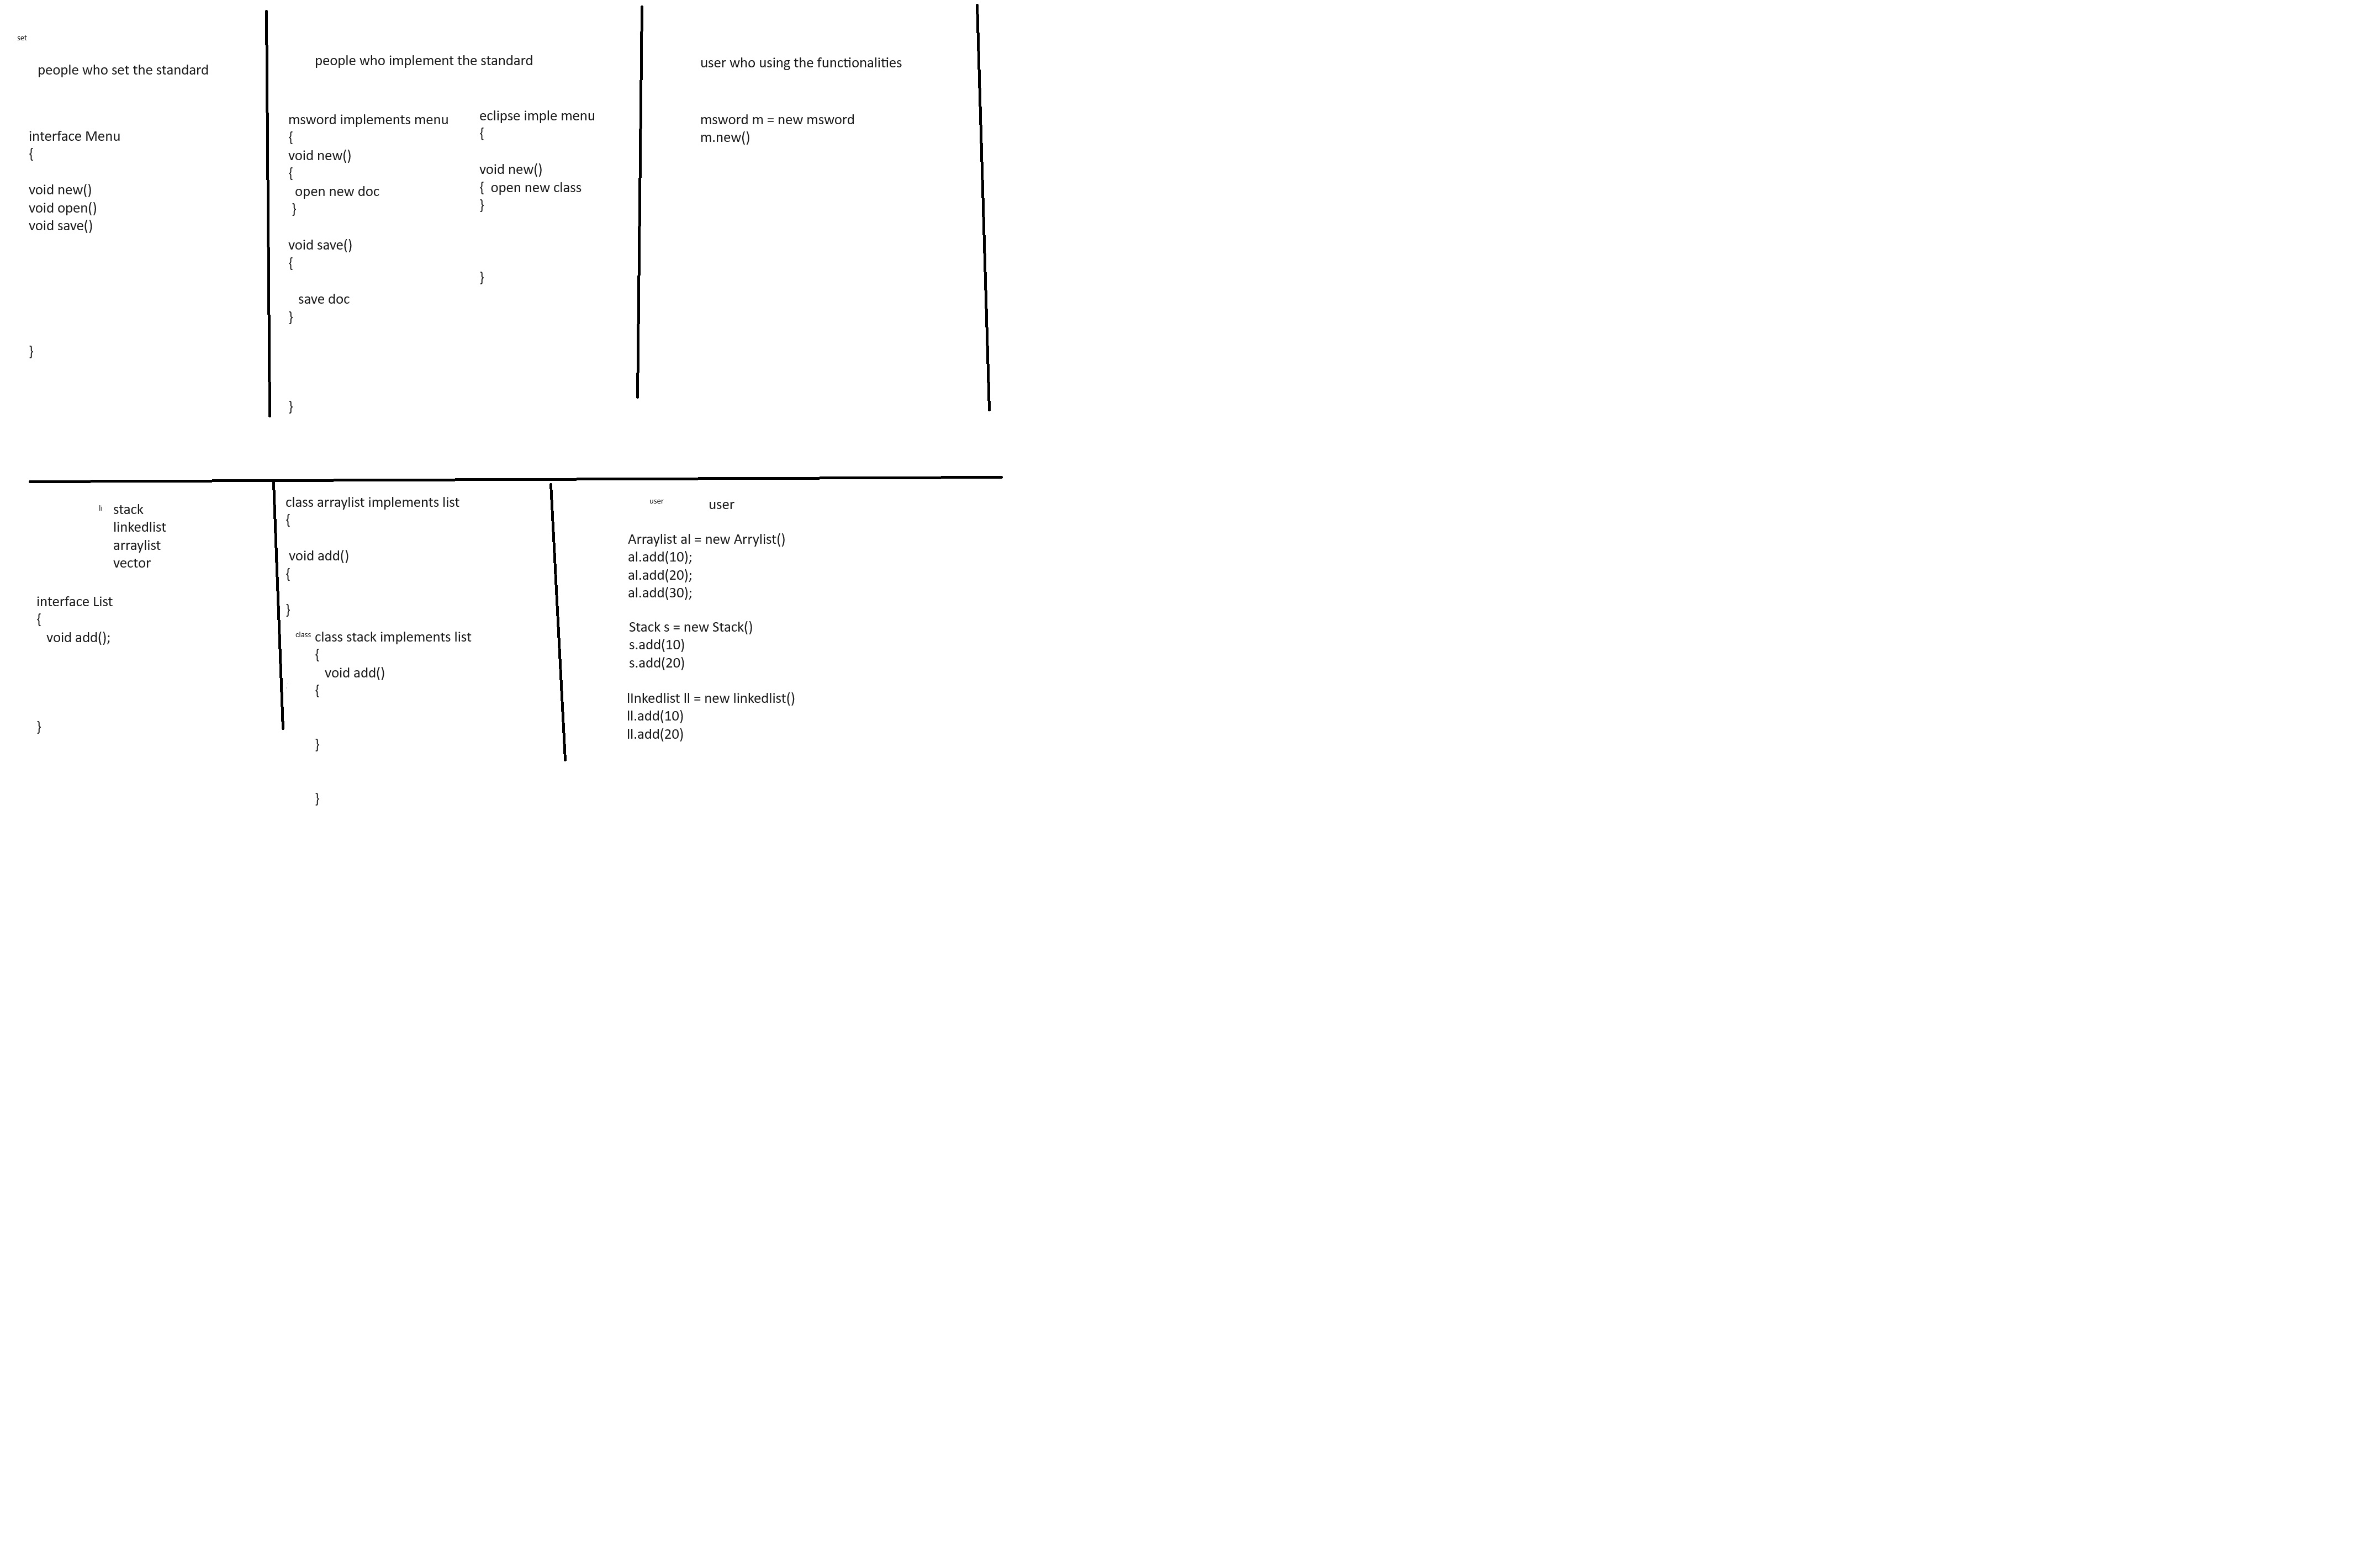 set
people who set the standard
interface Menu
{
void new()
void open()
void save()
}
people who implement the standard
msword implements menu
{
void new()
{
open new doc
}
void save()
{
save doc
}
}
eclipse imple menu
{
void new()
{ open new class
}
}
user who using the functionalities
msword m = new msword
m.new()
li
stack
linkedlist
arraylist
vector
interface List
{
void add();
}
class arraylist implements list
{
void add()
{
}
class
class stack implements list
{
void add()
{
}
}
user
user
Arraylist al = new Arrylist()
al.add(10);
al.add(20);
al.add(30);
Stack s = new Stack()
s.add(10)
s.add(20)
lInkedlist ll = new linkedlist()
ll.add(10)
ll.add(20)